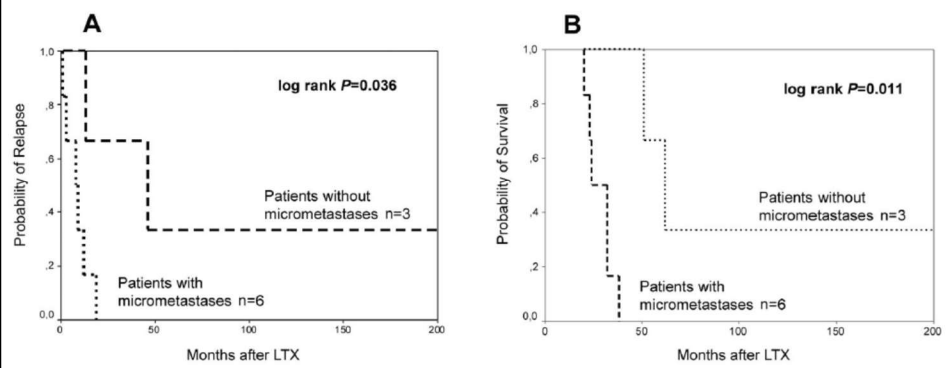 A
1,0
,8
,6
,4
,2
0,0
0
50
100
150
200
Probability of Relapse
Months after LTX
log rank P=0.036
Patients without
micrometastases n=3
Patients with
micrometastases n=6
B
1,0
,8
,6
,4
,2
0,0
0
50
100
150
200
Probability of Survival
Months after LTX
log rank P=0.011
Patients without
micrometastases n=3
Patients with
micrometastases n=6